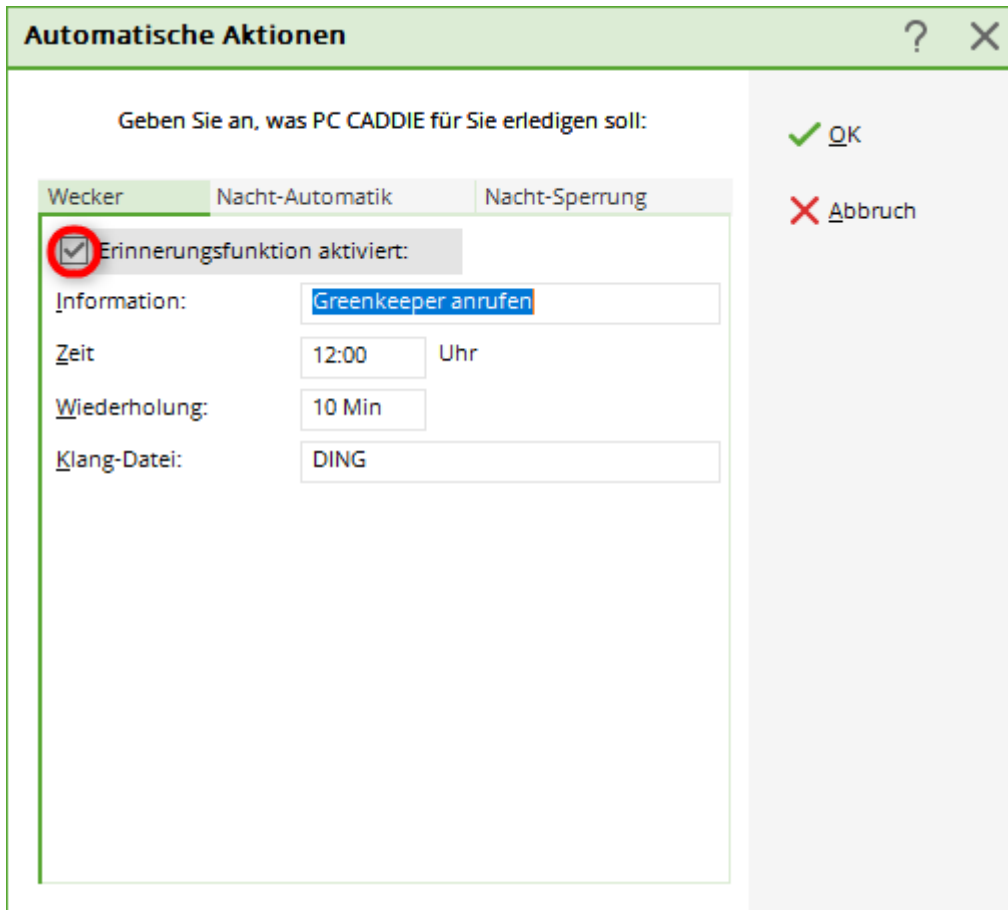 Automatische Aktionen
Geben Sie an, was PC CADDIE für Sie erledigen soll:
OK
Wecker Nacht-Automatik Nacht-Sperrung
Abbruch
Erinnerungsfunktion aktiviert:
Information: Greenkeeper anrufen
Zeit 12:00 Uhr
Wiederholung: 10 Min
Klang-Datei: DING